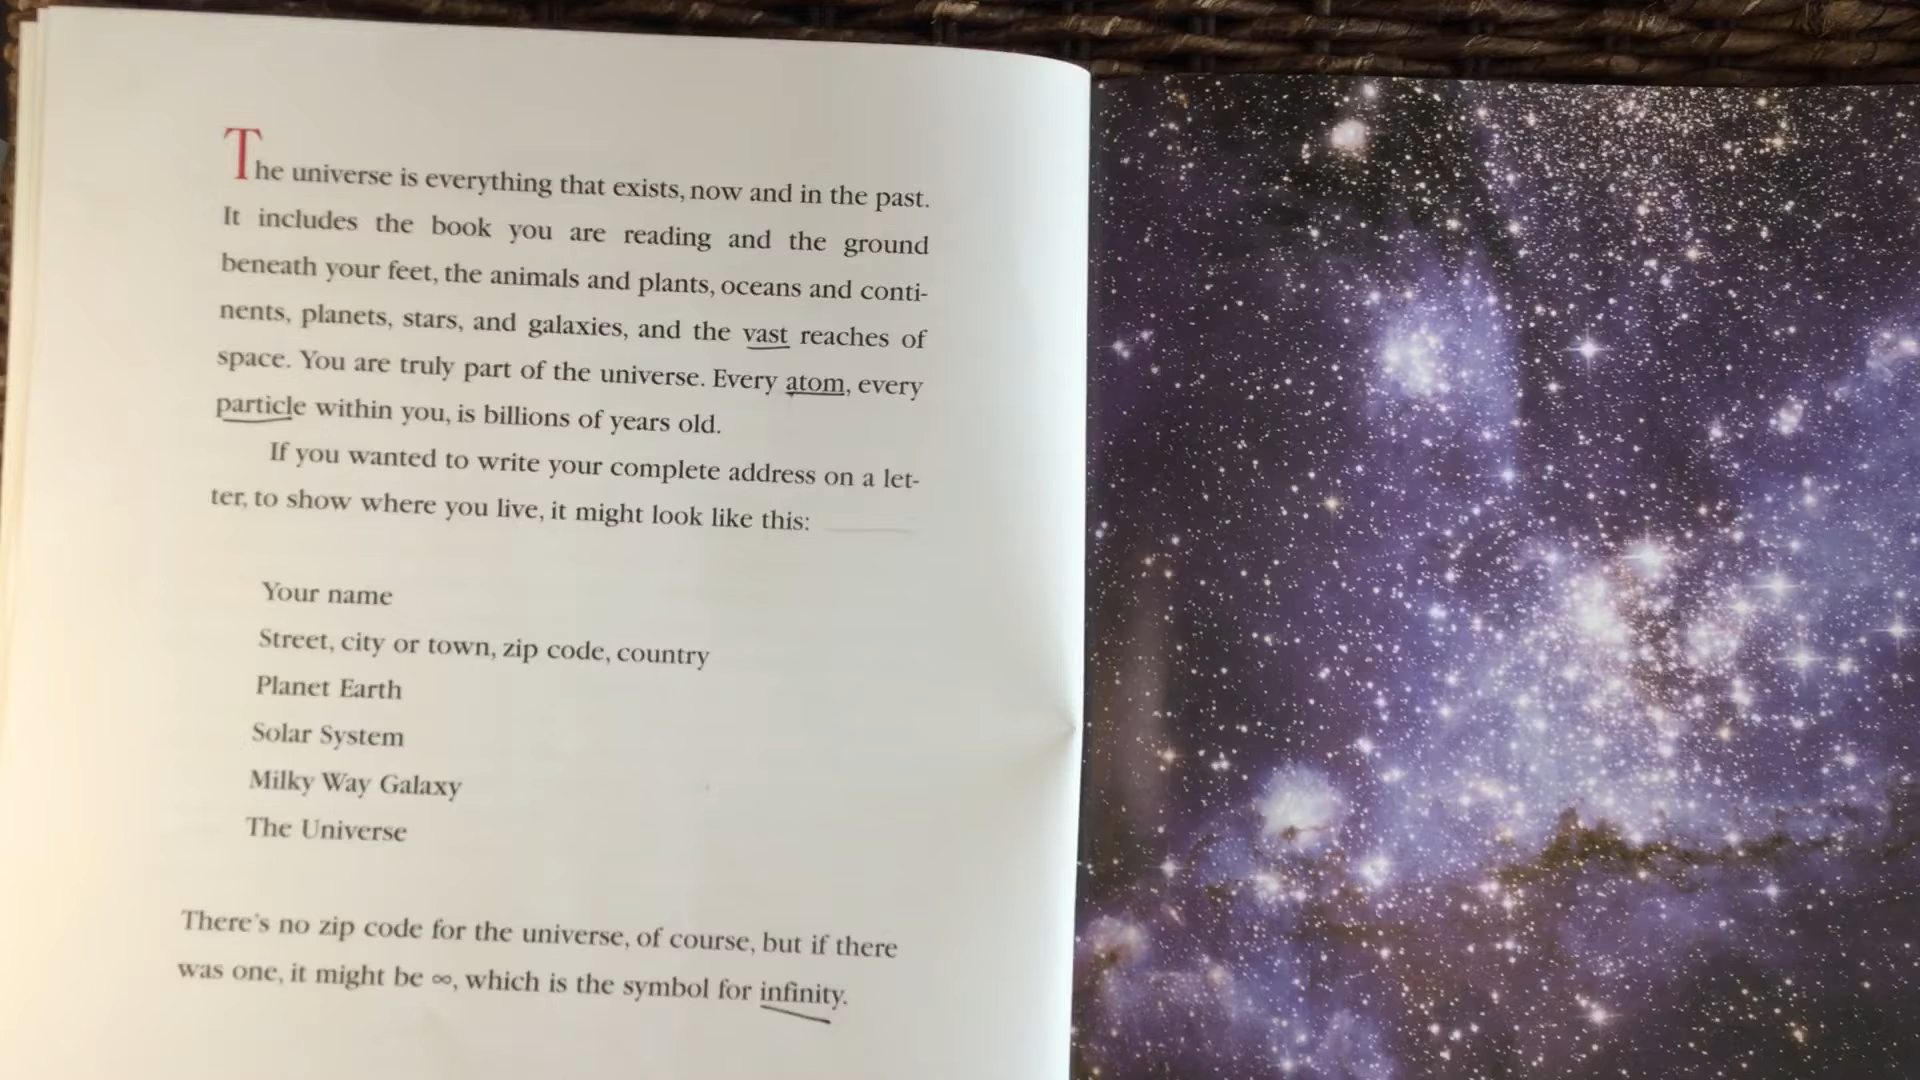 The universe is everything that exists, now and in the past.
It includes the book you are reading and the ground
beneath your feet, the animals and plants, oceans and conti-
nents, planets, stars, and galaxies, and the vast reaches of
space. You are truly part of the universe. Every atom, every
particle within you, is billions of years old.
If you wanted to write your complete address on a let-
ter, to show where you live, it might look like this:
Your name
Street, city or town, zip code, country
Planet Earth
Solar System
Milky Way Galaxy
The Universe
There's no zip code for the universe, of course, but if there
was one, it might be ∞, which is the symbol for infinity.